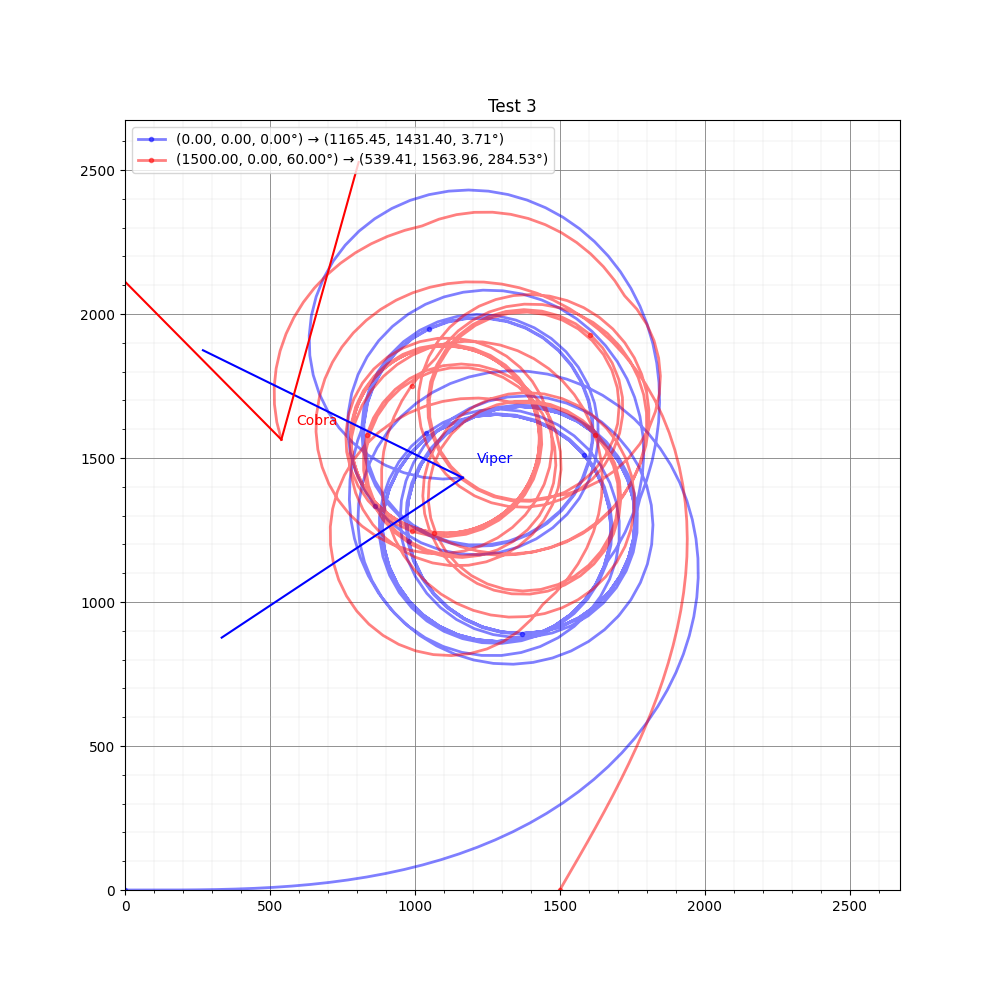 Test 3
(0.00, 0.00, 0.00°) → (1165.45, 1431.40, 3.71°)
(1500.00, 0.00, 60.00°) → (539.41, 1563.96, 284.53°)
2500
2000
1500
1000
500
0
Cobra
Viper
0 500 1000 1500 2000 2500